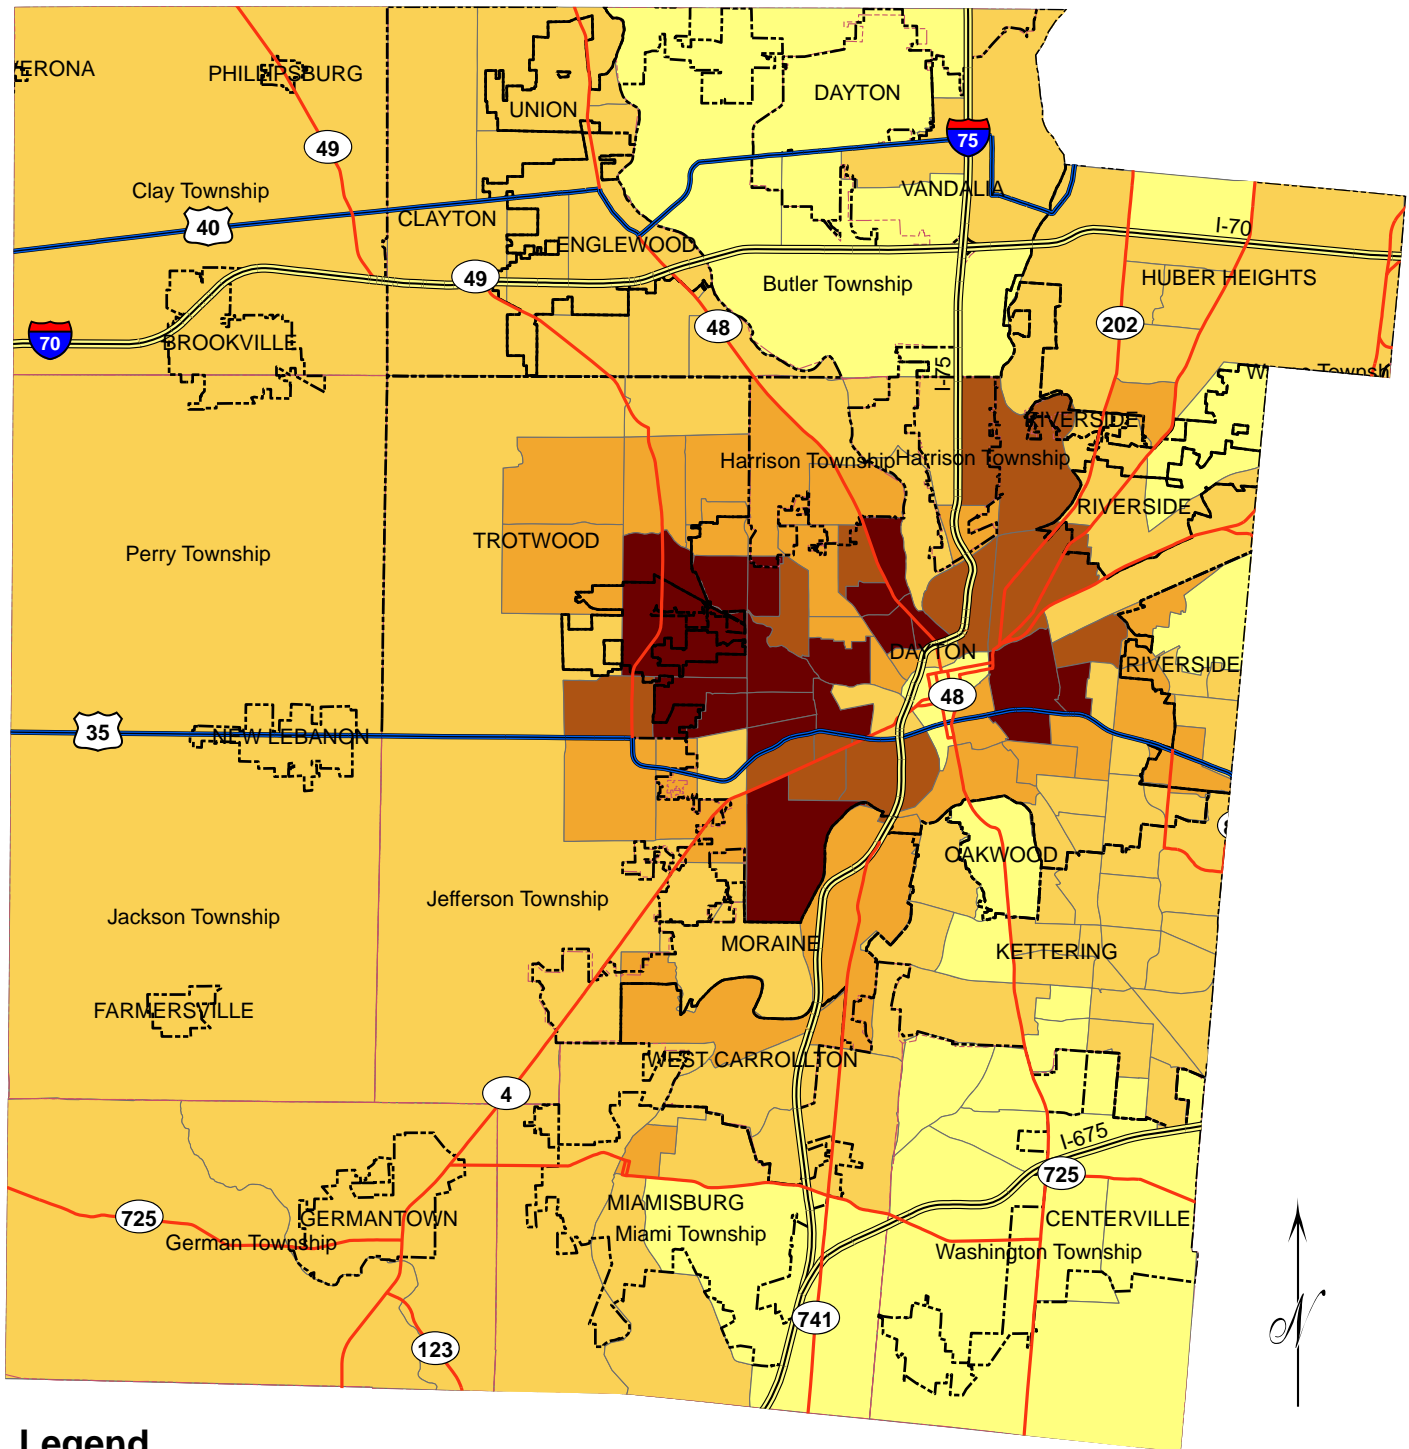 VERONA
PHILLIPSBURG
UNION
DAYTON
49
75
Clay Township
VANDALIA
40
CLAYTON
I-70
ENGLEWOOD
49
Butler Township
HUBER HEIGHTS
48
202
70
BROOKVILLE
I-75
RIVERSIDE
Harrison Township
Harrison Township
RIVERSIDE
TROTWOOD
Perry Township
DAYTON
RIVERSIDE
48
35
NEW LEBANON
OAKWOOD
Jefferson Township
Jackson Township
MORAINE
KETTERING
FARMERSVILLE
WEST CARROLLTON
4
I-675
725
MIAMISBURG
725
GERMANTOWN
CENTERVILLE
German Township
Miami Township
Washington Township
741
N
123
Legend